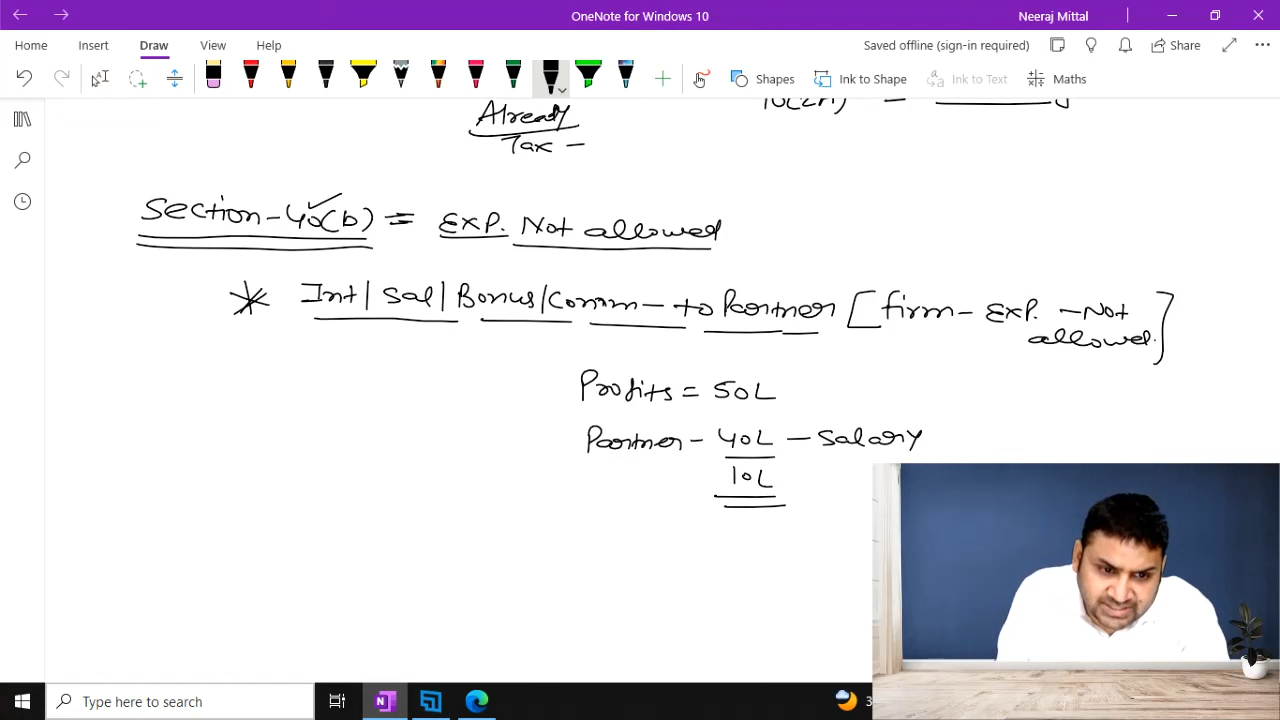 OneNote for Windows 10
Neeraj Mittal
Home Insert Draw View Help
Saved offline (sign-in required)
Share
Shapes
Ink to Shape
Ink to Text
Maths
Already
Tax -
Section-40(b) = Exp. Not allowed
Int/Sal/Bonus/Comm - to Partner [firm - Exp. - Not allowed.]
Profits = 50L
Partner - 40L - Salary
10L
Type here to search
3